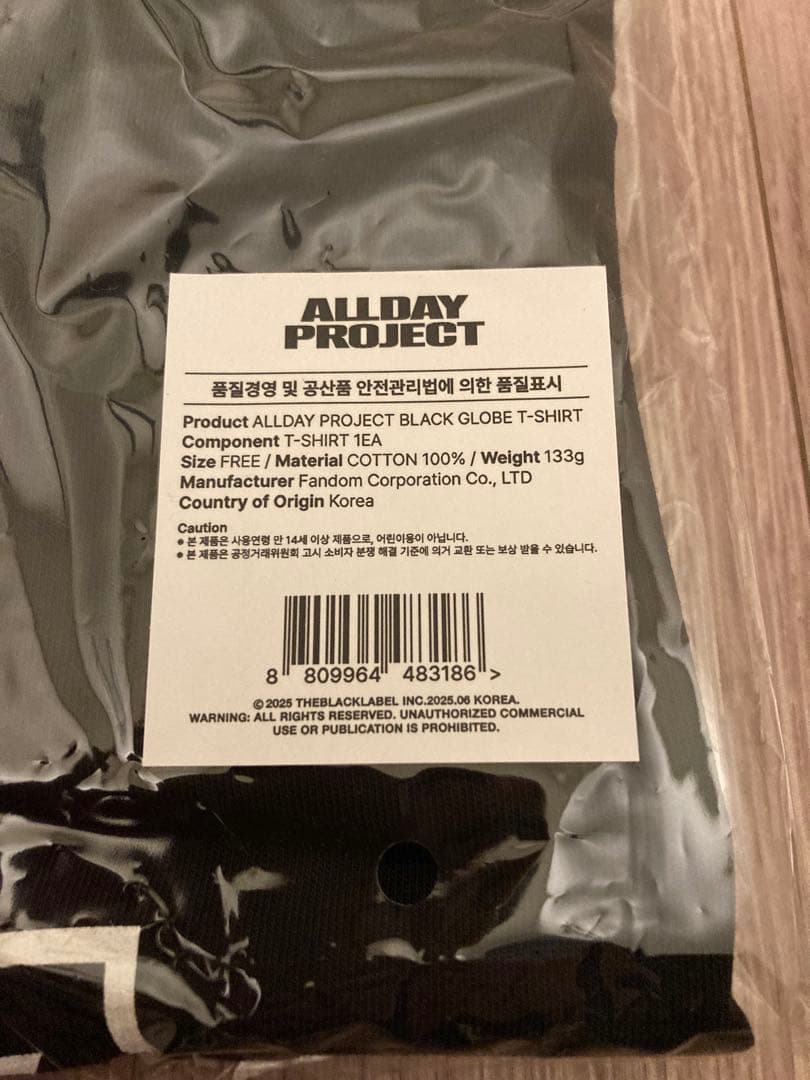 ALLDAY
PROJECT
품질경영 및 공산품 안전관리법에 의한 품질표시
Product ALLDAY PROJECT BLACK GLOBE T-SHIRT
Component T-SHIRT 1EA
Size FREE / Material COTTON 100% / Weight 133g
Manufacturer Fandom Corporation Co., LTD
Country of Origin Korea
Caution
● 본 제품은 사용연령 만 14세 이상 제품으로, 어린이용이 아닙니다.
● 본 제품은 공정거래위원회 고시 소비자 분쟁 해결 기준에 의거 교환 또는 보상 받을 수 있습니다.
8 809964 483186 >
© 2025 THEBLACKLABEL INC.2025.06 KOREA.
WARNING: ALL RIGHTS RESERVED. UNAUTHORIZED COMMERCIAL
USE OR PUBLICATION IS PROHIBITED.